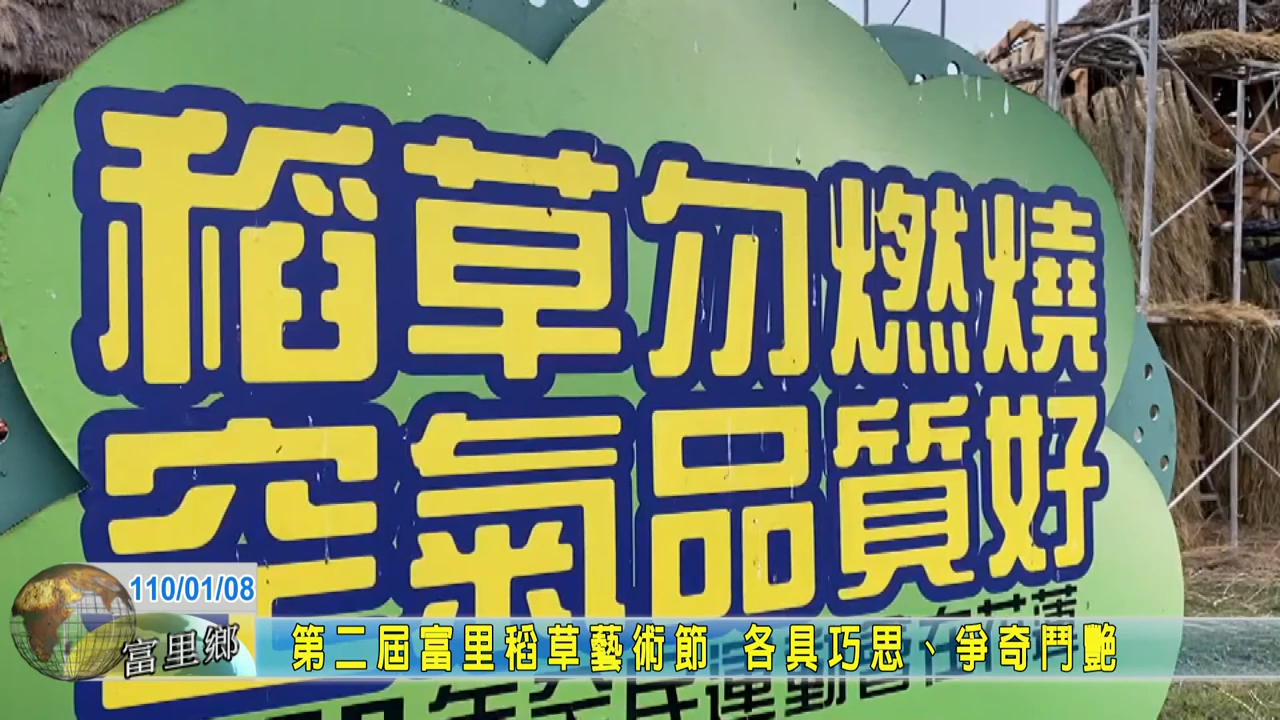 稻草勿燃燒
空氣品質好
110/01/08
富里鄉
第二屆富里稻草藝術節 各具巧思、爭奇鬥艷